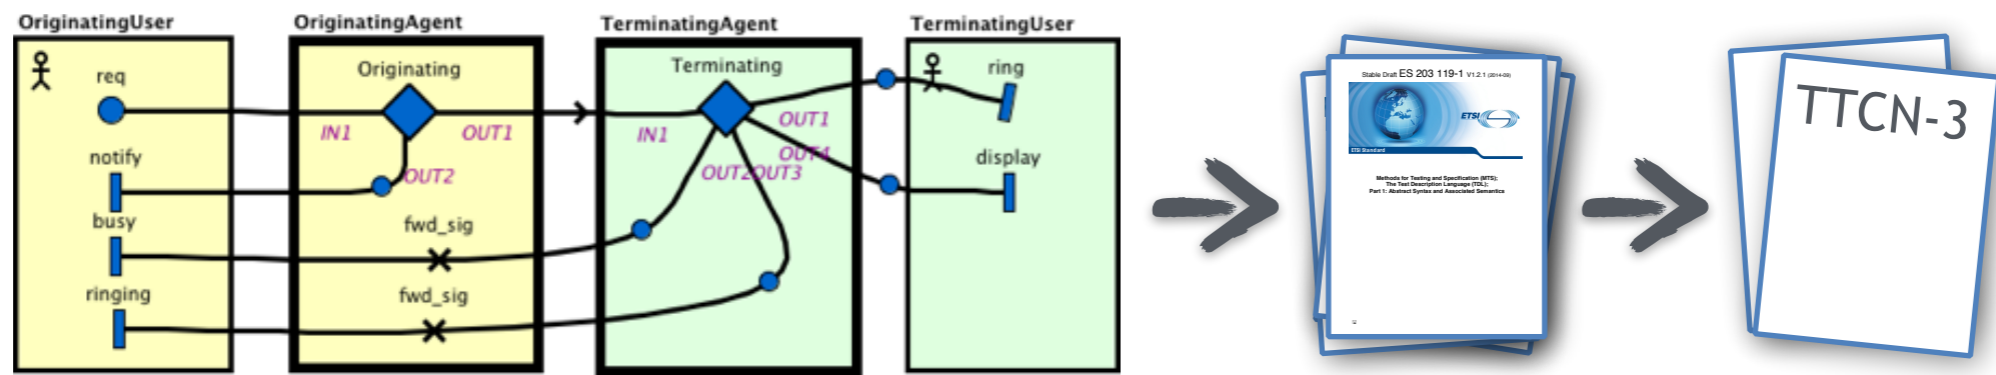 OriginatingUser
OriginatingAgent
TerminatingAgent
TerminatingUser
req
Originating
Terminating
ring
IN1
OUT1
IN1
OUT1
notify
OUT4
display
OUT2
OUT2
OUT3
busy
fwd_sig
ringing
fwd_sig
Stable Draft ES 203 119-1 V1.2.1 (2014-09)
ETSI
ETSI Standard
Methods for Testing and Specification (MTS);
The Test Description Language (TDL);
Part 1: Abstract Syntax and Associated Semantics
TTCN-3